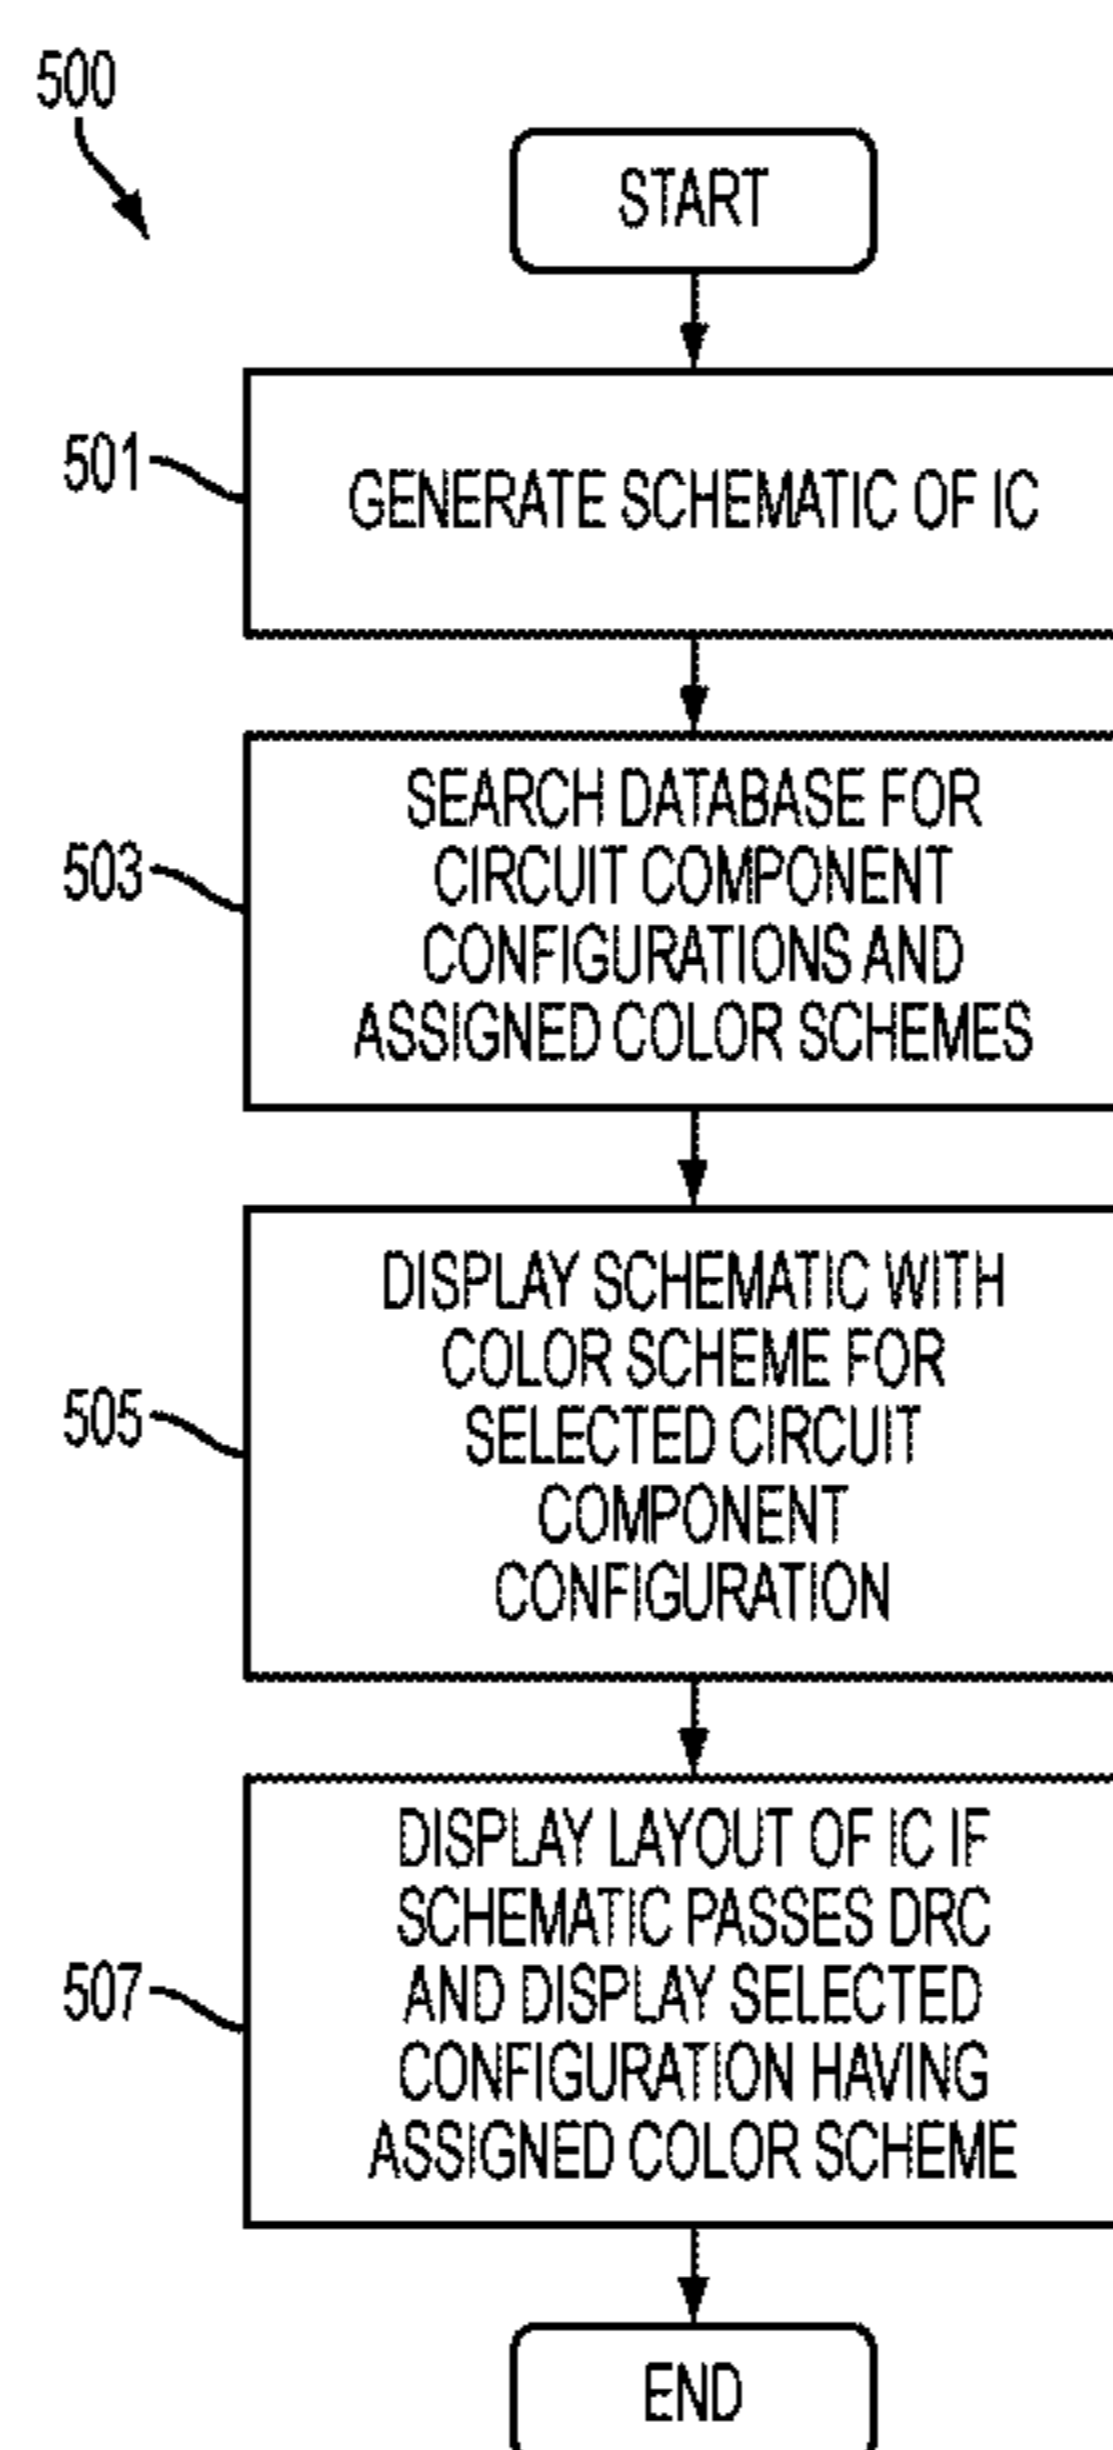 500
START
501
GENERATE SCHEMATIC OF IC
503
SEARCH DATABASE FOR
CIRCUIT COMPONENT
CONFIGURATIONS AND
ASSIGNED COLOR SCHEMES
505
DISPLAY SCHEMATIC WITH
COLOR SCHEME FOR
SELECTED CIRCUIT
COMPONENT
CONFIGURATION
507
DISPLAY LAYOUT OF IC IF
SCHEMATIC PASSES DRC
AND DISPLAY SELECTED
CONFIGURATION HAVING
ASSIGNED COLOR SCHEME
END